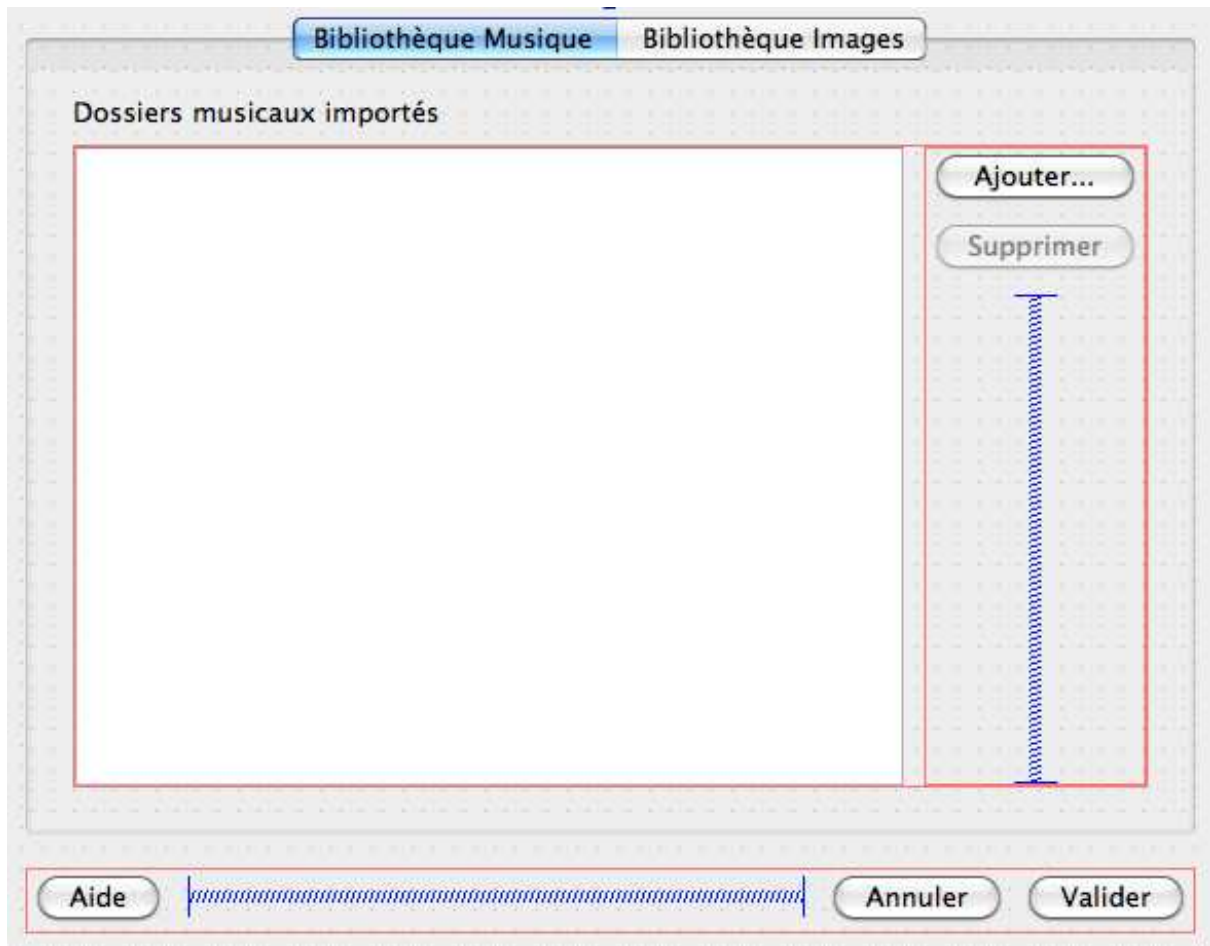 Bibliothèque Musique Bibliothèque Images
Dossiers musicaux importés
Ajouter...
Supprimer
Aide Annuler Valider